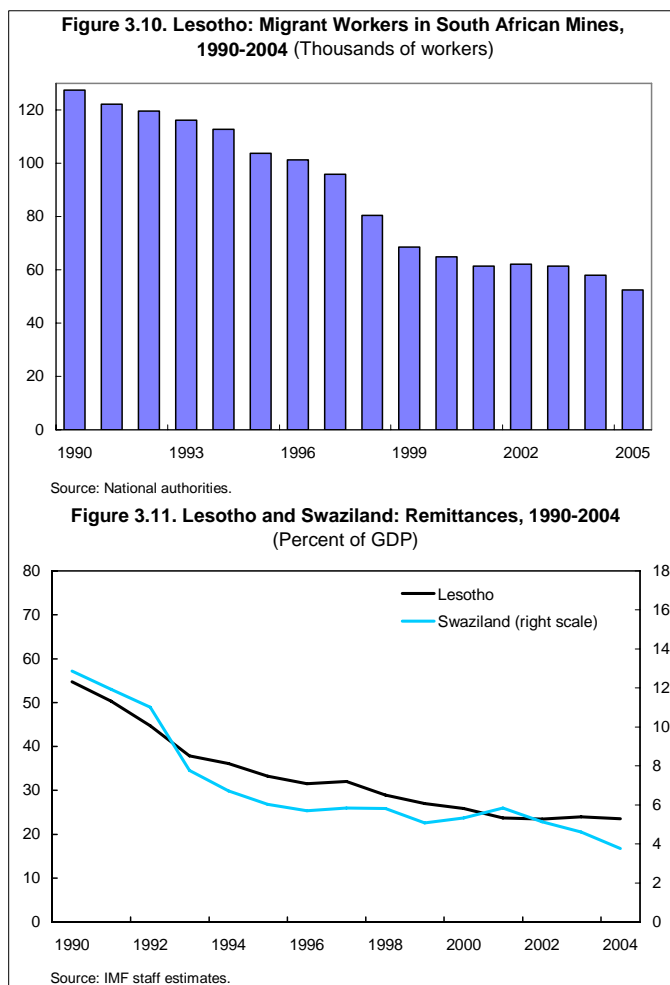 Figure 3.10. Lesotho: Migrant Workers in South African Mines,
1990-2004 (Thousands of workers)
120
100
80
60
40
20
0
1990 1993 1996 1999 2002 2005
Source: National authorities.
Figure 3.11. Lesotho and Swaziland: Remittances, 1990-2004
(Percent of GDP)
80 18
70 16
60 14
50 12
40 10
30 8
20 6
10 4
0 2
0
Lesotho
Swaziland (right scale)
1990 1992 1994 1996 1998 2000 2002 2004
Source: IMF staff estimates.